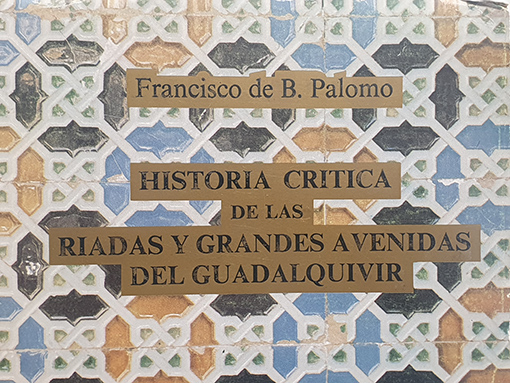 Francisco de B. Palomo
HISTORIA CRITICA
DE LAS
RIADAS Y GRANDES AVENIDAS
DEL GUADALQUIVIR